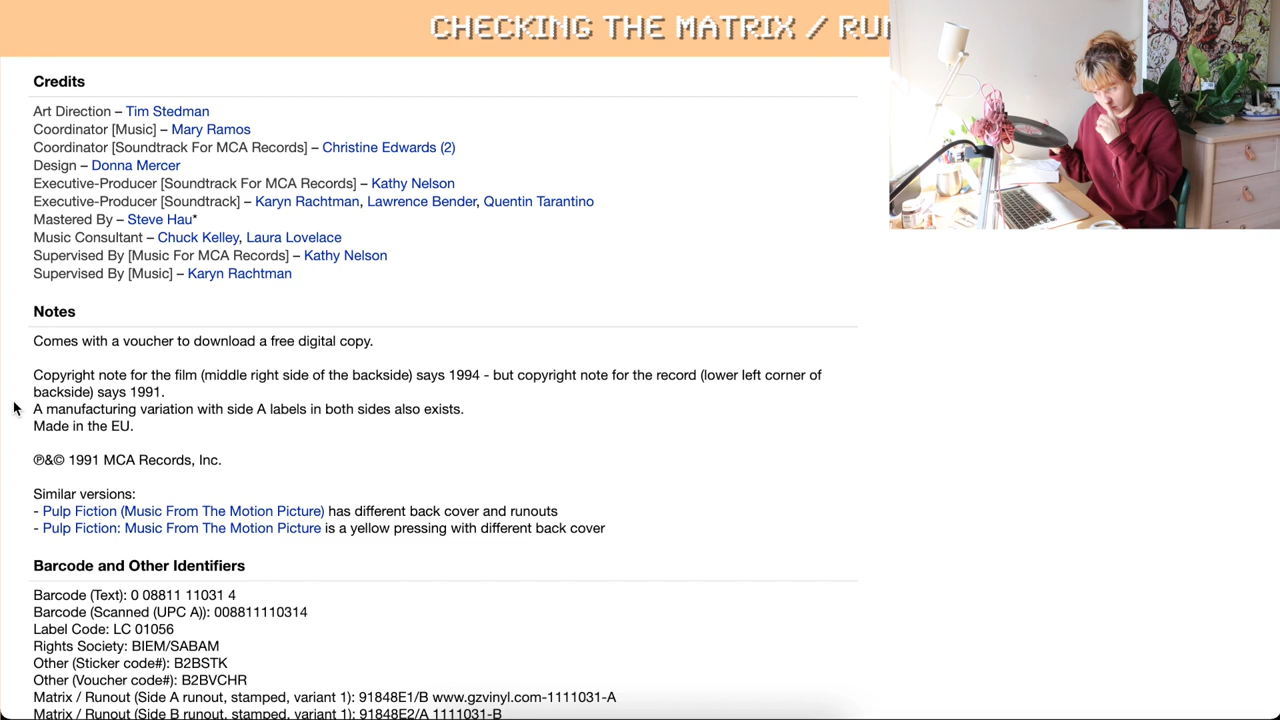 CHECKING THE MATRIX / RUN
Credits
Art Direction – Tim Stedman
Coordinator [Music] – Mary Ramos
Coordinator [Soundtrack For MCA Records] – Christine Edwards (2)
Design – Donna Mercer
Executive-Producer [Soundtrack For MCA Records] – Kathy Nelson
Executive-Producer [Soundtrack] – Karyn Rachtman, Lawrence Bender, Quentin Tarantino
Mastered By – Steve Hau*
Music Consultant – Chuck Kelley, Laura Lovelace
Supervised By [Music For MCA Records] – Kathy Nelson
Supervised By [Music] – Karyn Rachtman
Notes
Comes with a voucher to download a free digital copy.
Copyright note for the film (middle right side of the backside) says 1994 - but copyright note for the record (lower left corner of
backside) says 1991.
A manufacturing variation with side A labels in both sides also exists.
Made in the EU.
℗&© 1991 MCA Records, Inc.
Similar versions:
- Pulp Fiction (Music From The Motion Picture) has different back cover and runouts
- Pulp Fiction: Music From The Motion Picture is a yellow pressing with different back cover
Barcode and Other Identifiers
Barcode (Text): 0 08811 11031 4
Barcode (Scanned (UPC A)): 008811110314
Label Code: LC 01056
Rights Society: BIEM/SABAM
Other (Sticker code#): B2BSTK
Other (Voucher code#): B2BVCHR
Matrix / Runout (Side A runout, stamped, variant 1): 91848E1/B www.gzvinyl.com-1111031-A
Matrix / Runout (Side B runout, stamped, variant 1): 91848E2/A 1111031-B